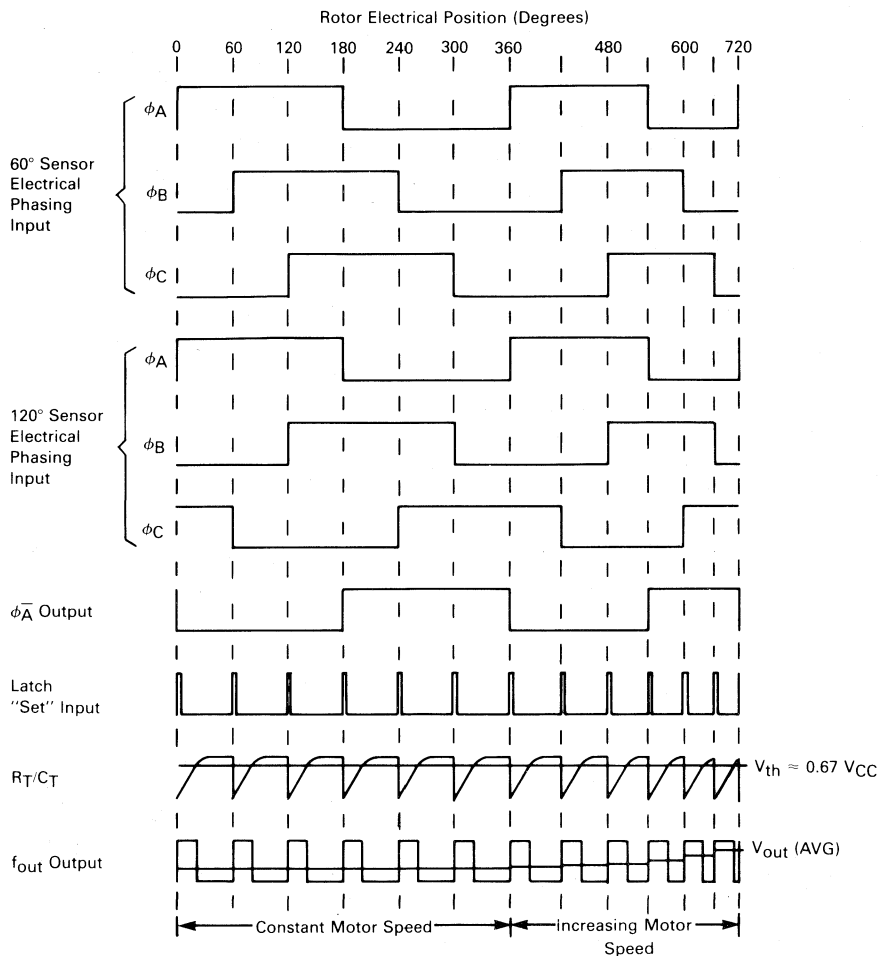 Rotor Electrical Position (Degrees)
0 60 120 180 240 300 360 480 600 720
ϕA
60° Sensor
Electrical
Phasing
Input
ϕB
ϕC
ϕA
120° Sensor
Electrical
Phasing
Input
ϕB
ϕC
ϕA̅ Output
Latch
"Set" Input
RT/CT
Vth ≈ 0.67 VCC
fout Output
Vout (AVG)
Constant Motor Speed
Increasing Motor
Speed